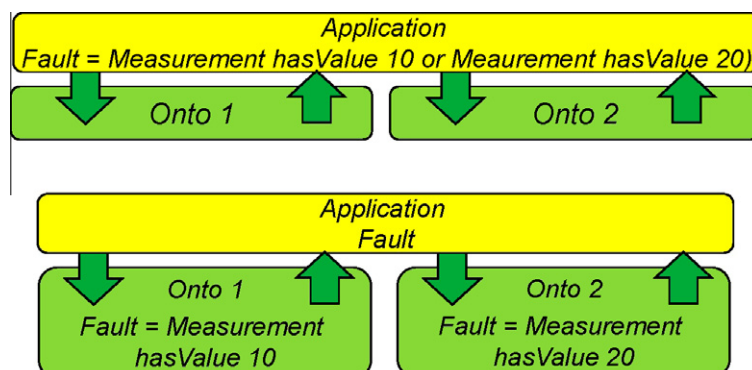 Application
Fault = Measurement hasValue 10 or Meaurement hasValue 20)
Onto 1
Onto 2
Application
Fault
Onto 1
Fault = Measurement
hasValue 10
Onto 2
Fault = Measurement
hasValue 20